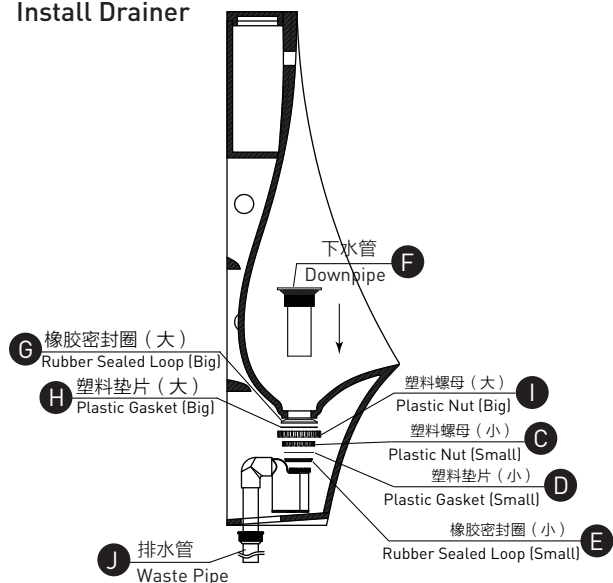 Install Drainer
下水管
Downpipe
F
G
橡胶密封圈（大）
Rubber Sealed Loop (Big)
H
塑料垫片（大）
Plastic Gasket (Big)
塑料螺母（大）
Plastic Nut (Big)
I
塑料螺母（小）
Plastic Nut (Small)
C
塑料垫片（小）
Plastic Gasket (Small)
D
橡胶密封圈（小）
Rubber Sealed Loop (Small)
E
J
排水管
Waste Pipe